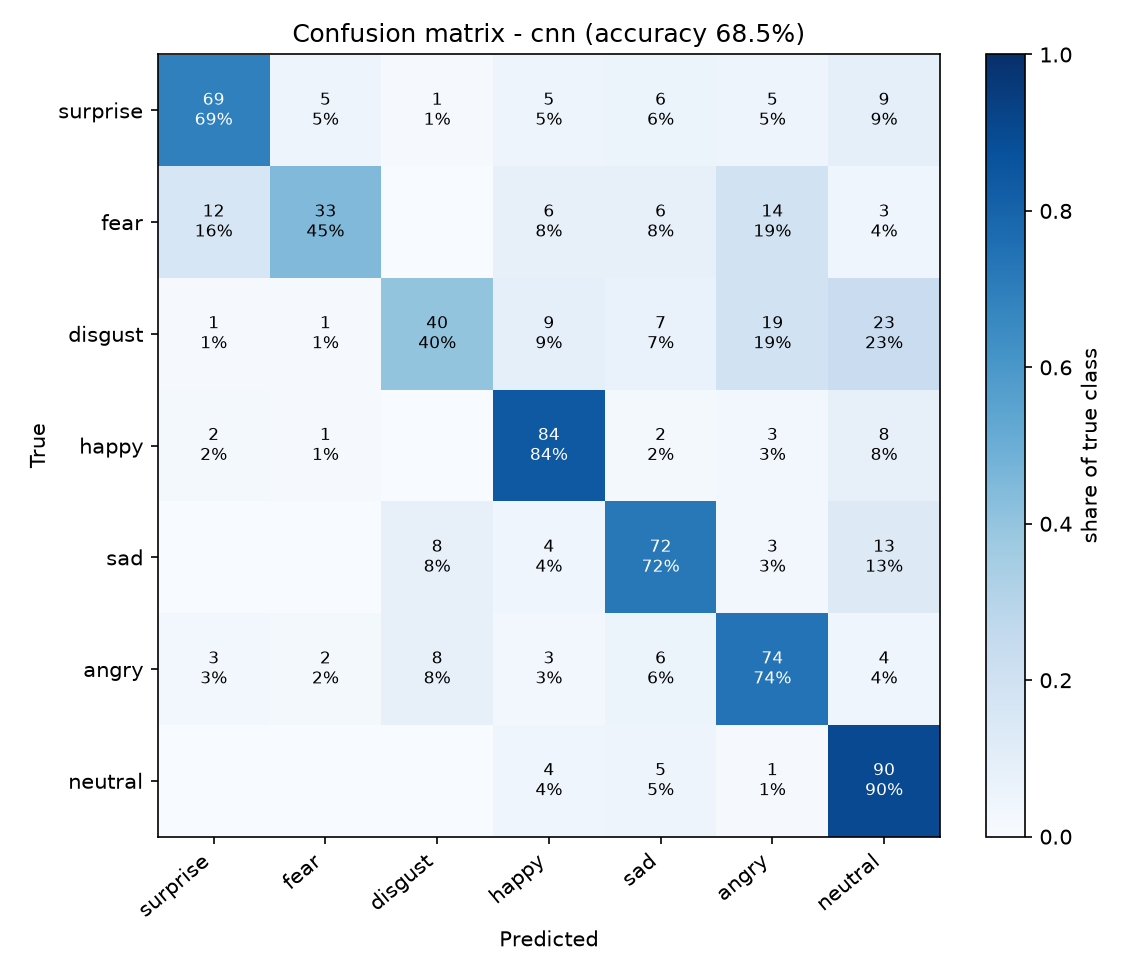 Confusion matrix - cnn (accuracy 68.5%)
surprise
69 5 1 5 6 5 9
69% 5% 1% 5% 6% 5% 9%
fear
12 33 6 6 14 3
16% 45% 8% 8% 19% 4%
disgust
1 1 40 9 7 19 23
1% 1% 40% 9% 7% 19% 23%
happy
2 1 84 2 3 8
2% 1% 84% 2% 3% 8%
sad
8 4 72 3 13
8% 4% 72% 3% 13%
angry
3 2 8 3 6 74 4
3% 2% 8% 3% 6% 74% 4%
neutral
4 5 1 90
4% 5% 1% 90%
surprise fear disgust happy sad angry neutral
Predicted
True
1.0
0.8
0.6
0.4
0.2
0.0
share of true class